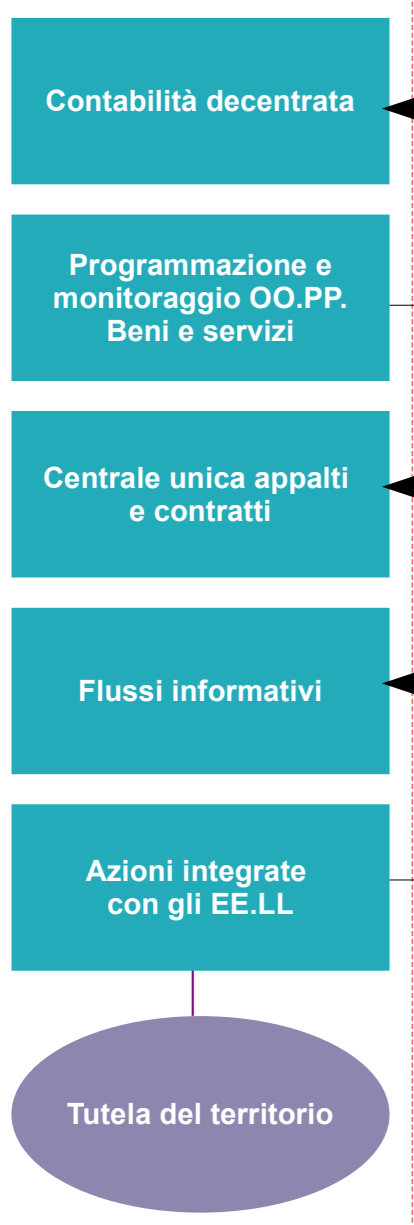 Contabilità decentrata
Programmazione e
monitoraggio OO.PP.
Beni e servizi
Centrale unica appalti
e contratti
Flussi informativi
Azioni integrate
con gli EE.LL
Tutela del territorio